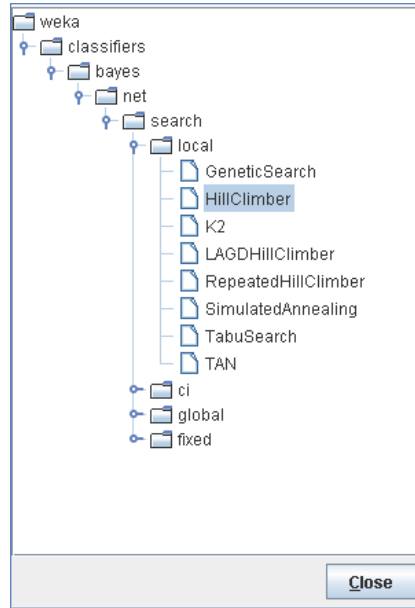 weka
classifiers
bayes
net
search
local
GeneticSearch
HillClimber
K2
LAGDHillClimber
RepeatedHillClimber
SimulatedAnnealing
TabuSearch
TAN
ci
global
fixed
Close